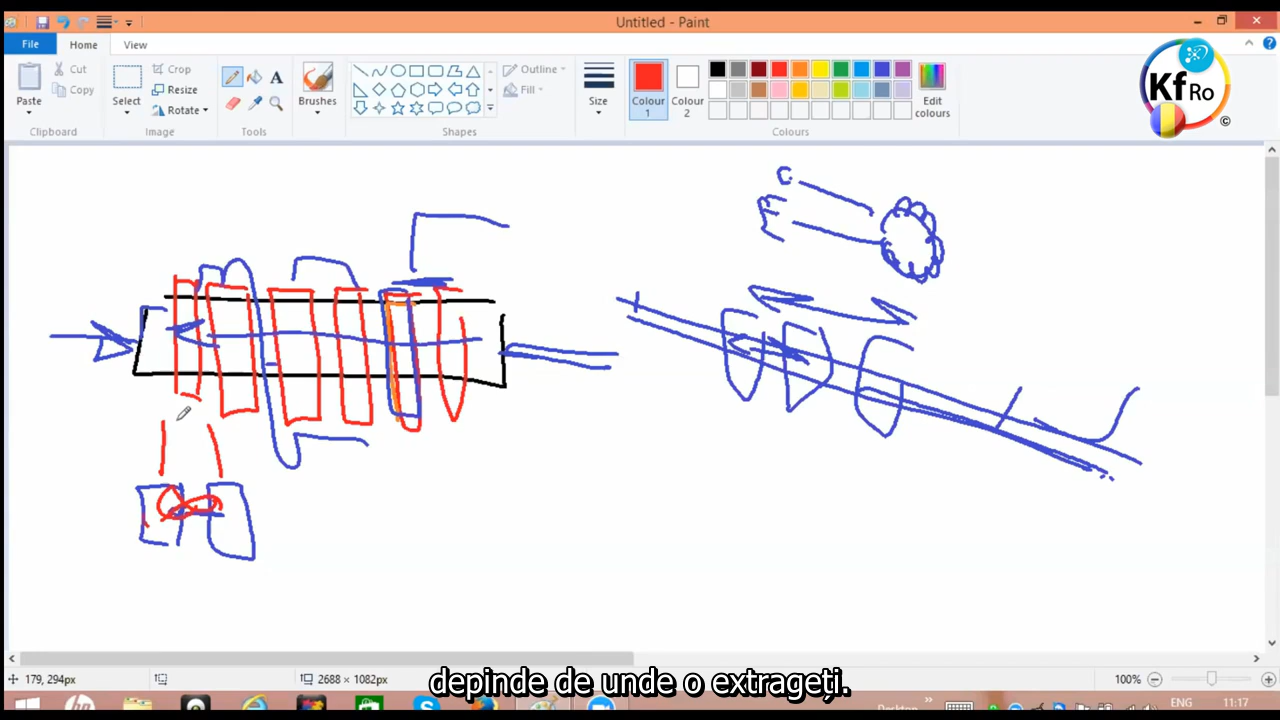 Untitled - Paint
File
Home
View
Paste
Cut
Copy
Clipboard
Select
Crop
Resize
Rotate
Image
Tools
Brushes
Shapes
Outline
Fill
Size
Colour 1
Colour 2
Edit colours
Colours
Kf Ro
©
C
E
depinde de unde o extrageți.
179, 294px
2688 × 1082px
100%
Desktop
ENG
11:17